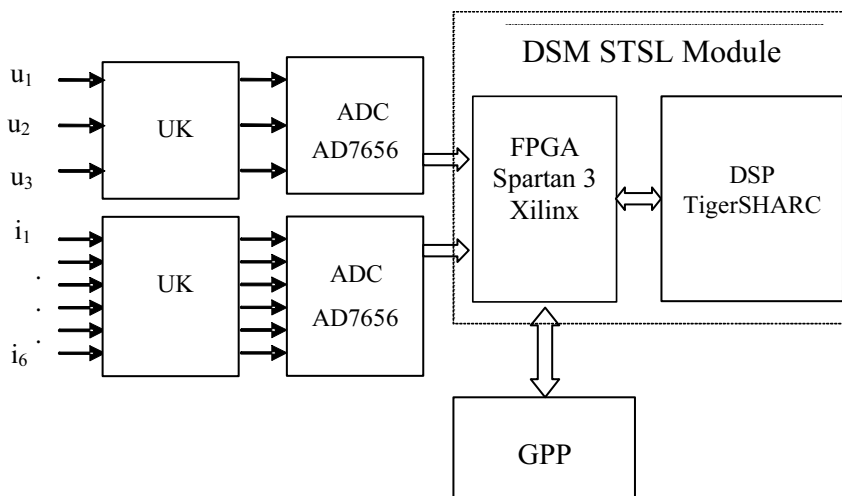 DSM STSL Module
u1
u2
u3
UK
ADC
AD7656
FPGA
Spartan 3
Xilinx
DSP
TigerSHARC
i1
.
.
.
i6
UK
ADC
AD7656
GPP